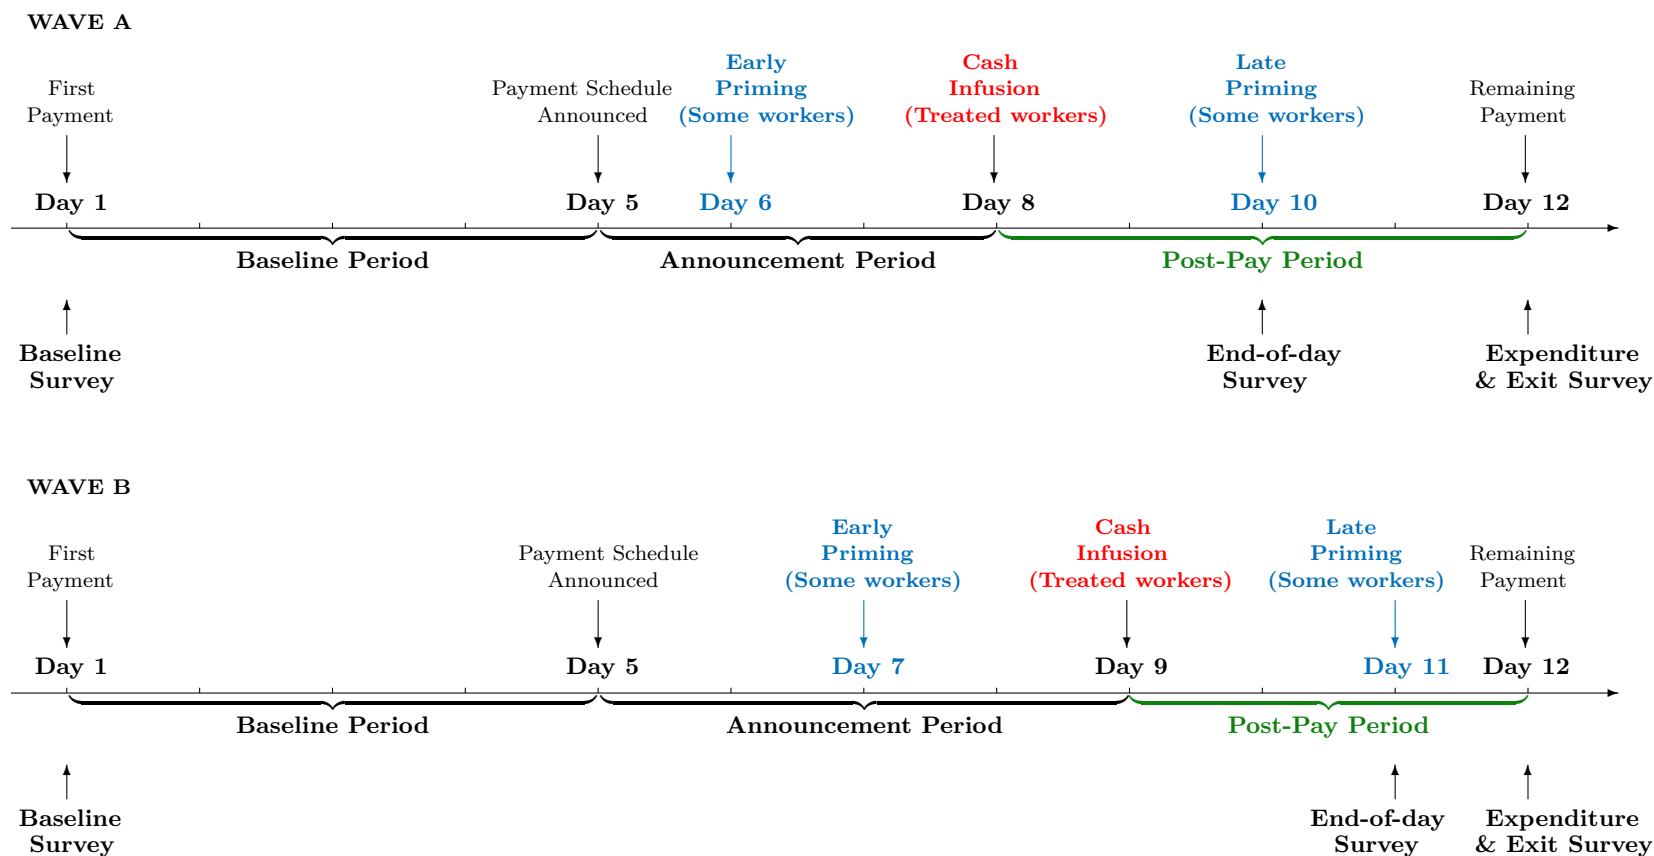 WAVE A
First
Payment
Payment Schedule
Announced
Early
Priming
(Some workers)
Cash
Infusion
(Treated workers)
Late
Priming
(Some workers)
Remaining
Payment
Day 1
Day 5
Day 6
Day 8
Day 10
Day 12
Baseline Period
Announcement Period
Post-Pay Period
Baseline
Survey
End-of-day
Survey
Expenditure
& Exit Survey
WAVE B
First
Payment
Payment Schedule
Announced
Early
Priming
(Some workers)
Cash
Infusion
(Treated workers)
Late
Priming
(Some workers)
Remaining
Payment
Day 1
Day 5
Day 7
Day 9
Day 11
Day 12
Baseline Period
Announcement Period
Post-Pay Period
Baseline
Survey
End-of-day
Survey
Expenditure
& Exit Survey